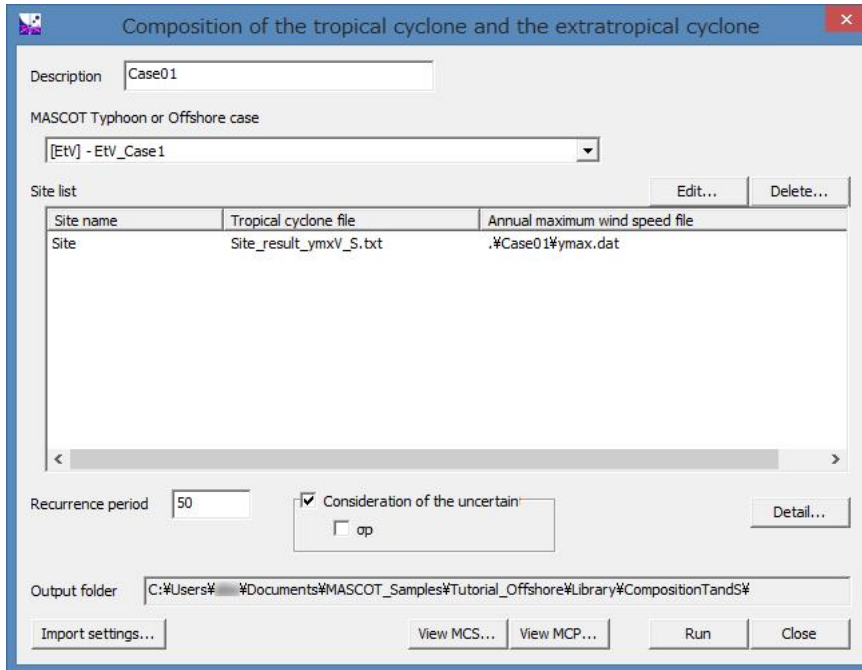 Composition of the tropical cyclone and the extratropical cyclone
Description Case01
MASCOT Typhoon or Offshore case
[EtV] - EtV_Case1
Site list Edit... Delete...
Site name Tropical cyclone file Annual maximum wind speed file
Site Site_result_ymxV_S.txt .¥Case01¥ymax.dat
Recurrence period 50 Consideration of the uncertain
σp Detail...
Output folder C:¥Users¥ ¥Documents¥MASCOT_Samples¥Tutorial_Offshore¥Library¥CompositionTandS¥
Import settings... View MCS... View MCP... Run Close